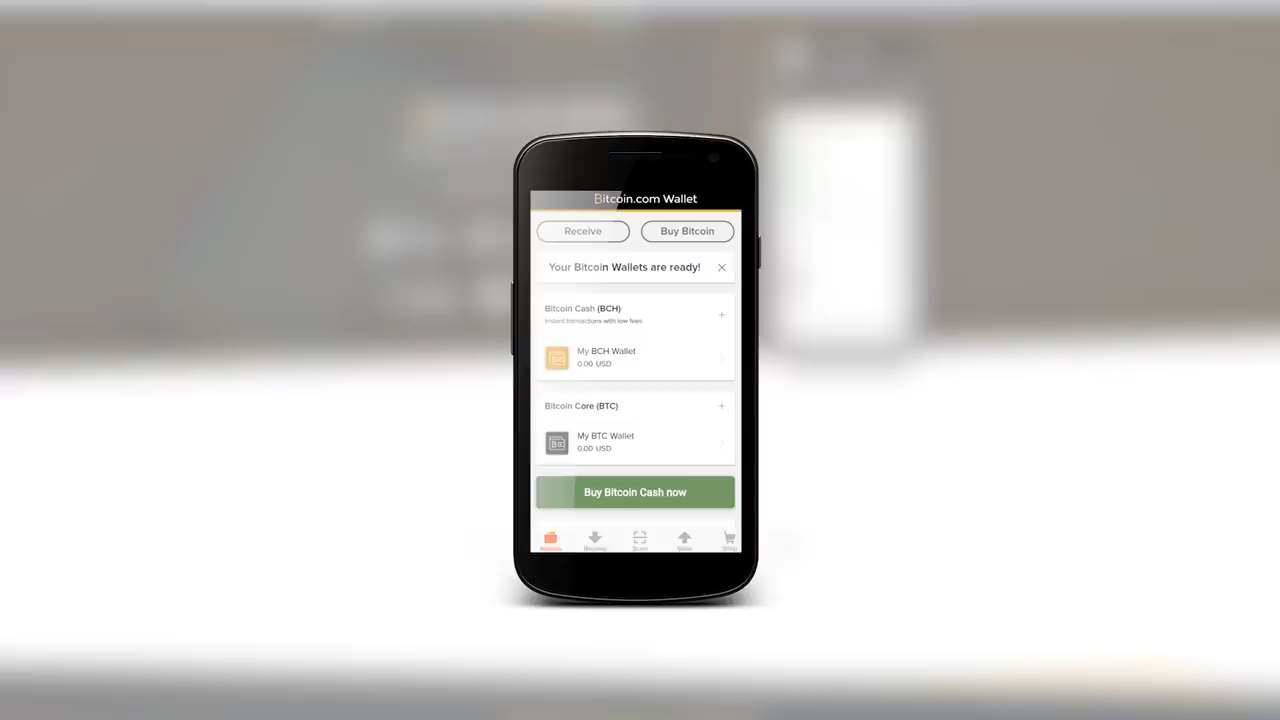 Bitcoin.com Wallet
Receive
Buy Bitcoin
Your Bitcoin Wallets are ready!
Bitcoin Cash (BCH)
+
Instant transactions with low fees
My BCH Wallet
0.00 USD
Bitcoin Core (BTC)
+
My BTC Wallet
0.00 USD
Buy Bitcoin Cash now
Scan
Shop